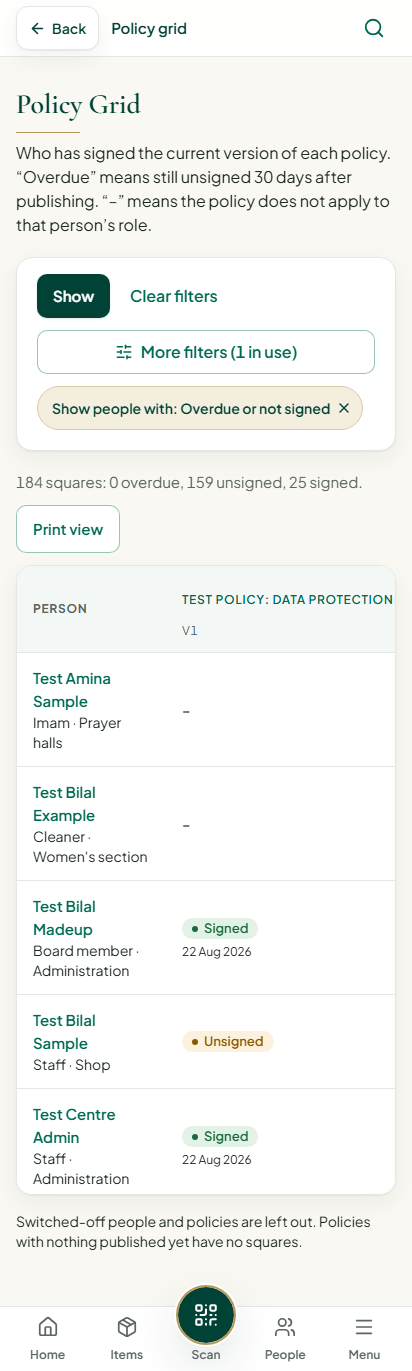 Back Policy grid
Policy Grid
Who has signed the current version of each policy.
“Overdue” means still unsigned 30 days after
publishing. “–” means the policy does not apply to
that person’s role.
Show Clear filters
More filters (1 in use)
Show people with: Overdue or not signed ×
184 squares: 0 overdue, 159 unsigned, 25 signed.
Print view
PERSON TEST POLICY: DATA PROTECTION
V1
Test Amina
Sample
Imam · Prayer
halls
–
Test Bilal
Example
Cleaner ·
Women's section
–
Test Bilal
Madeup
Board member ·
Administration
Signed
22 Aug 2026
Test Bilal
Sample
Staff · Shop
Unsigned
Test Centre
Admin
Staff ·
Administration
Signed
22 Aug 2026
Switched-off people and policies are left out. Policies
with nothing published yet have no squares.
Home Items Scan People Menu